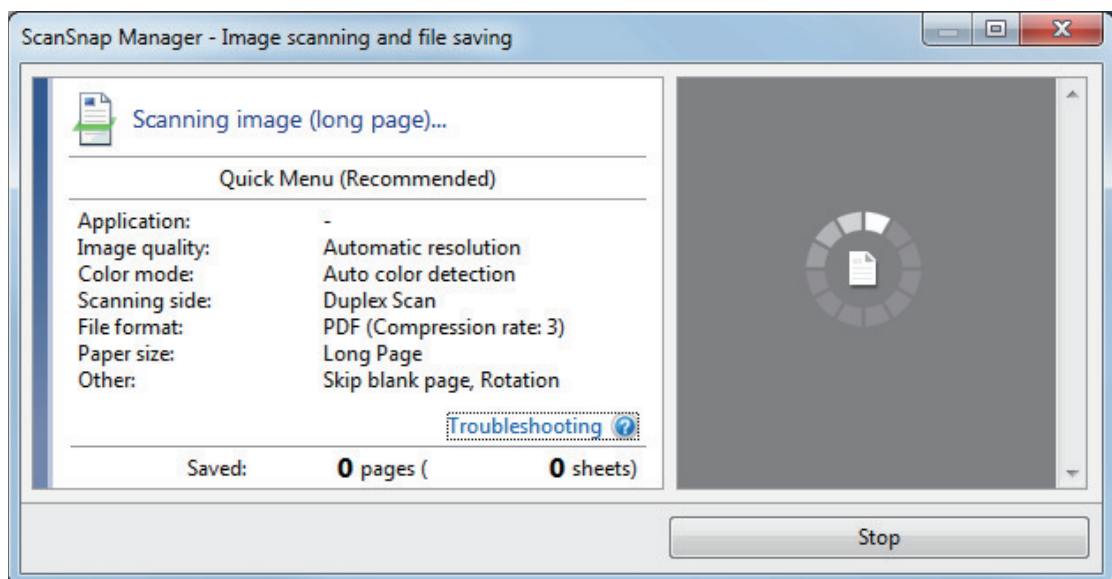 ScanSnap Manager - Image scanning and file saving
Scanning image (long page)...
Quick Menu (Recommended)
Application: -
Image quality: Automatic resolution
Color mode: Auto color detection
Scanning side: Duplex Scan
File format: PDF (Compression rate: 3)
Paper size: Long Page
Other: Skip blank page, Rotation
Troubleshooting ?
Saved: 0 pages ( 0 sheets)
Stop